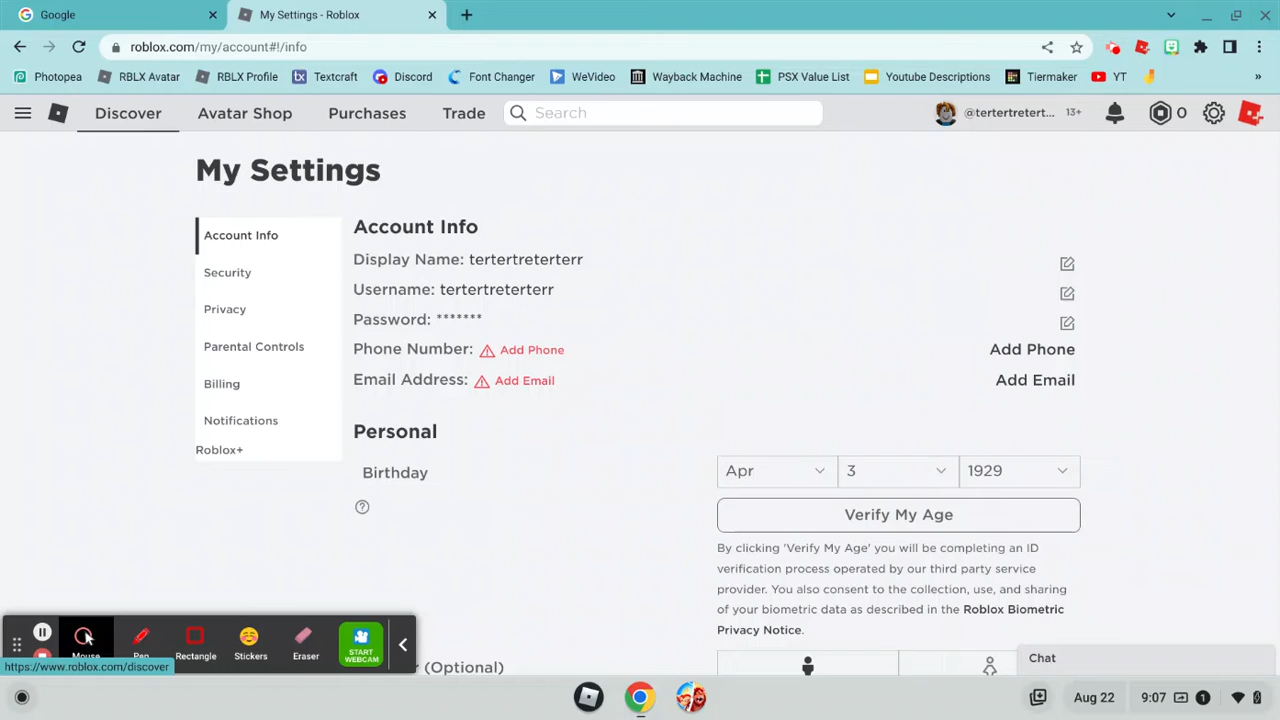 Google
My Settings - Roblox
roblox.com/my/account#!/info
Photopea RBLX Avatar RBLX Profile Textcraft Discord Font Changer WeVideo Wayback Machine PSX Value List Youtube Descriptions Tiermaker YT »
Discover Avatar Shop Purchases Trade Search @tertertretert... 13+ 0
My Settings
Account Info
Security
Privacy
Parental Controls
Billing
Notifications
Roblox+
Account Info
Display Name: tertertreterterr
Username: tertertreterterr
Password: *******
Phone Number: Add Phone Add Phone
Email Address: Add Email Add Email
Personal
Birthday Apr 3 1929
Verify My Age
By clicking 'Verify My Age' you will be completing an ID
verification process operated by our third party service
provider. You also consent to the collection, use, and sharing
of your biometric data as described in the Roblox Biometric
Privacy Notice.
(Optional)
Chat
Mouse Pen Rectangle Stickers Eraser START WEBCAM
https://www.roblox.com/discover
Aug 22 9:07 1